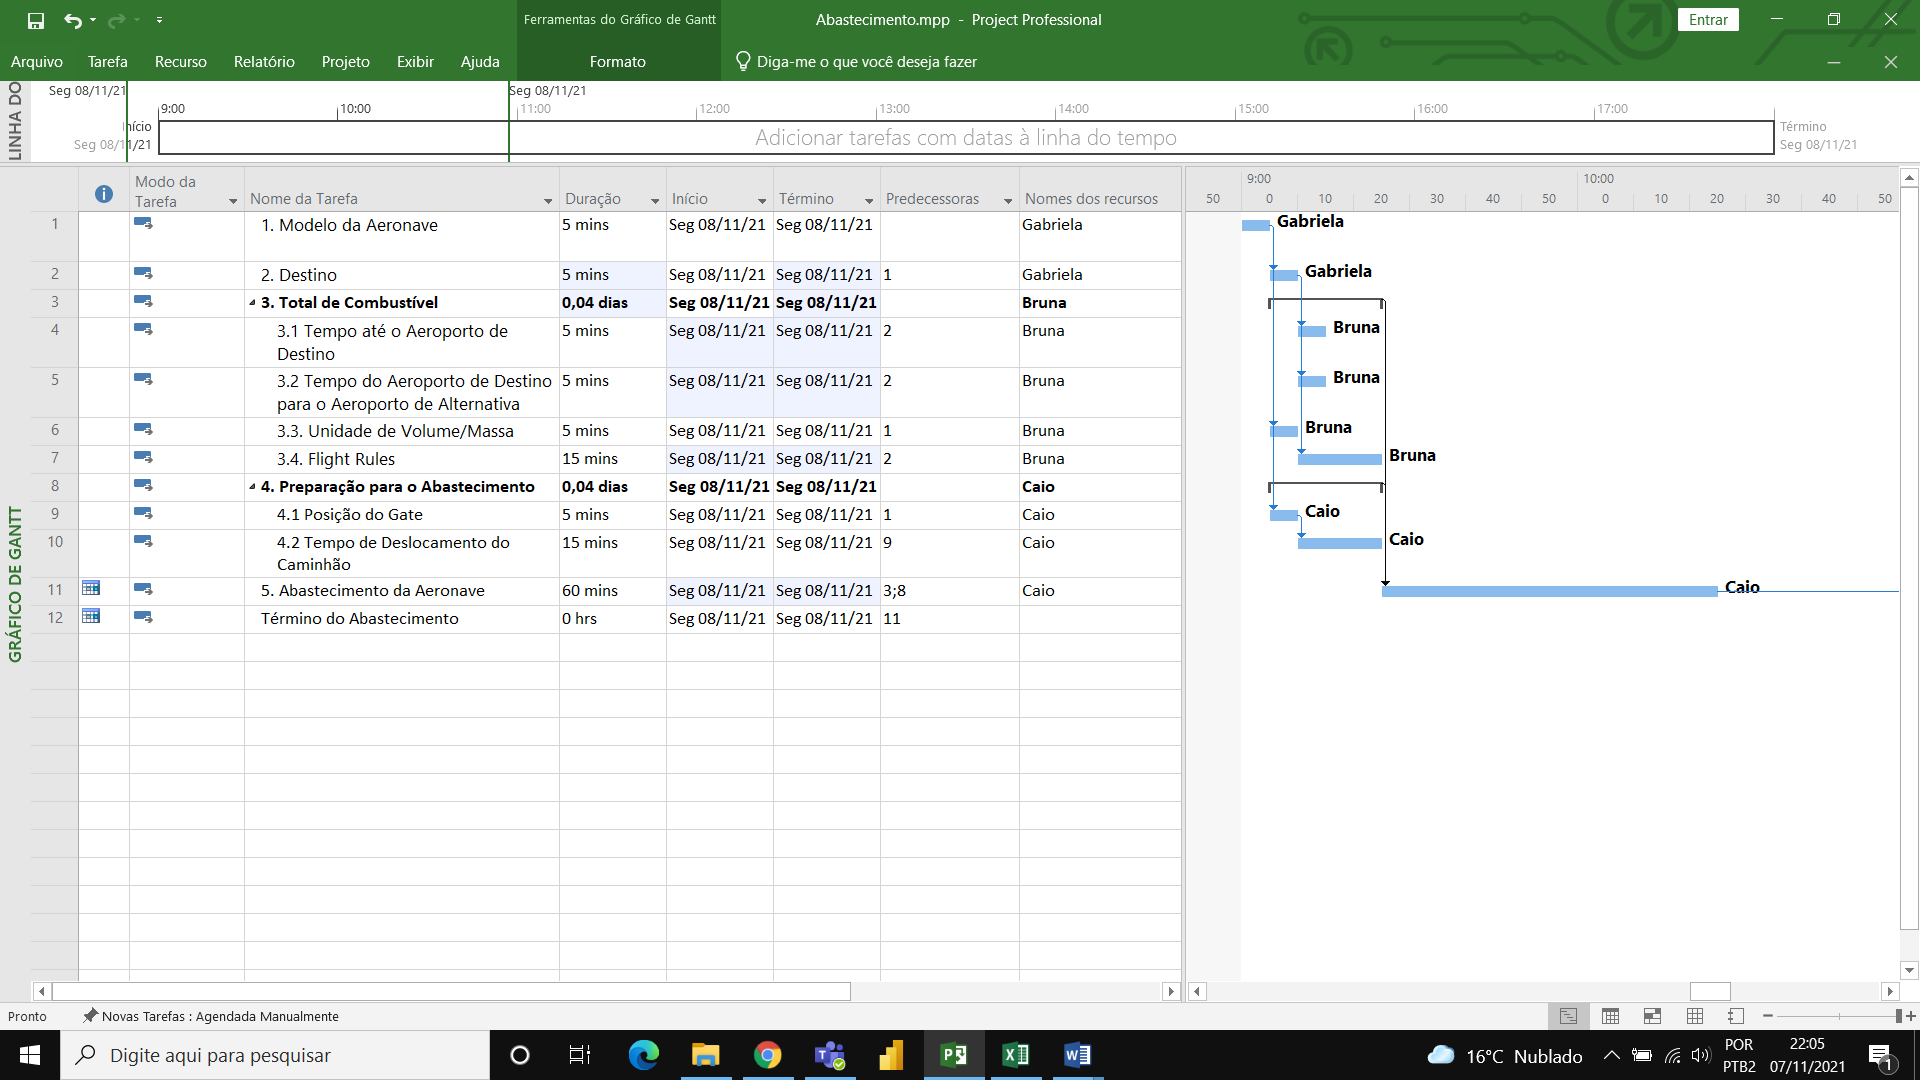 Ferramentas do Gráfico de Gantt
Abastecimento.mpp - Project Professional
Entrar
Arquivo Tarefa Recurso Relatório Projeto Exibir Ajuda Formato Diga-me o que você deseja fazer
LINHA DO
Seg 08/11/21 Seg 08/11/21
9:00 10:00 11:00 12:00 13:00 14:00 15:00 16:00 17:00
Início
Seg 08/11/21
Adicionar tarefas com datas à linha do tempo
Término
Seg 08/11/21
GRÁFICO DE GANTT
Modo da Tarefa Nome da Tarefa Duração Início Término Predecessoras Nomes dos recursos
9:00 10:00
50 0 10 20 30 40 50 0 10 20 30 40 50
1 1. Modelo da Aeronave 5 mins Seg 08/11/21 Seg 08/11/21 Gabriela Gabriela
2 2. Destino 5 mins Seg 08/11/21 Seg 08/11/21 1 Gabriela Gabriela
3 3. Total de Combustível 0,04 dias Seg 08/11/21 Seg 08/11/21 Bruna
4 3.1 Tempo até o Aeroporto de 5 mins Seg 08/11/21 Seg 08/11/21 2 Bruna Bruna
Destino
5 3.2 Tempo do Aeroporto de Destino 5 mins Seg 08/11/21 Seg 08/11/21 2 Bruna Bruna
para o Aeroporto de Alternativa
6 3.3. Unidade de Volume/Massa 5 mins Seg 08/11/21 Seg 08/11/21 1 Bruna Bruna
7 3.4. Flight Rules 15 mins Seg 08/11/21 Seg 08/11/21 2 Bruna Bruna
8 4. Preparação para o Abastecimento 0,04 dias Seg 08/11/21 Seg 08/11/21 Caio
9 4.1 Posição do Gate 5 mins Seg 08/11/21 Seg 08/11/21 1 Caio Caio
10 4.2 Tempo de Deslocamento do 15 mins Seg 08/11/21 Seg 08/11/21 9 Caio Caio
Caminhão
11 5. Abastecimento da Aeronave 60 mins Seg 08/11/21 Seg 08/11/21 3;8 Caio Caio
12 Término do Abastecimento 0 hrs Seg 08/11/21 Seg 08/11/21 11
Pronto Novas Tarefas : Agendada Manualmente
Digite aqui para pesquisar
16°C Nublado
POR
PTB2
22:05
07/11/2021
1